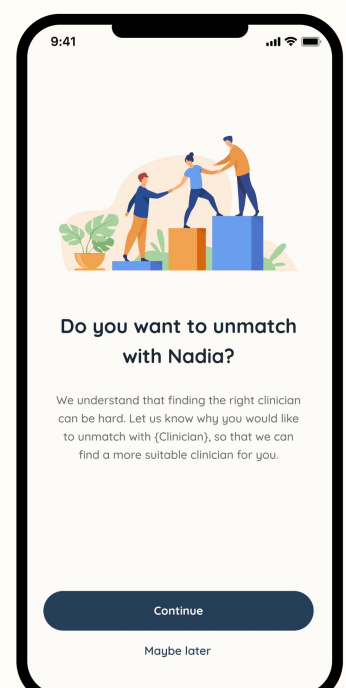 9:41
Do you want to unmatch
with Nadia?
We understand that finding the right clinician
can be hard. Let us know why you would like
to unmatch with {Clinician}, so that we can
find a more suitable clinician for you.
Continue
Maybe later